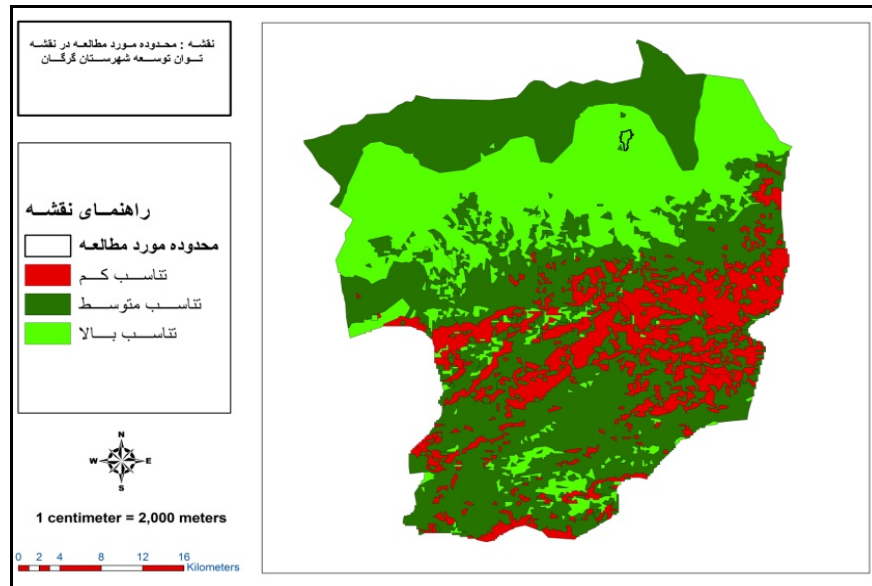 نقشه : محدوده مورد مطالعه در نقشه
توان توسعه شهرستان گرگان
راهنمای نقشه
محدوده مورد مطالعه
تناسب کم
تناسب متوسط
تناسب بالا
N
W E
S
1 centimeter = 2,000 meters
0 2 4 8 12 16
Kilometers